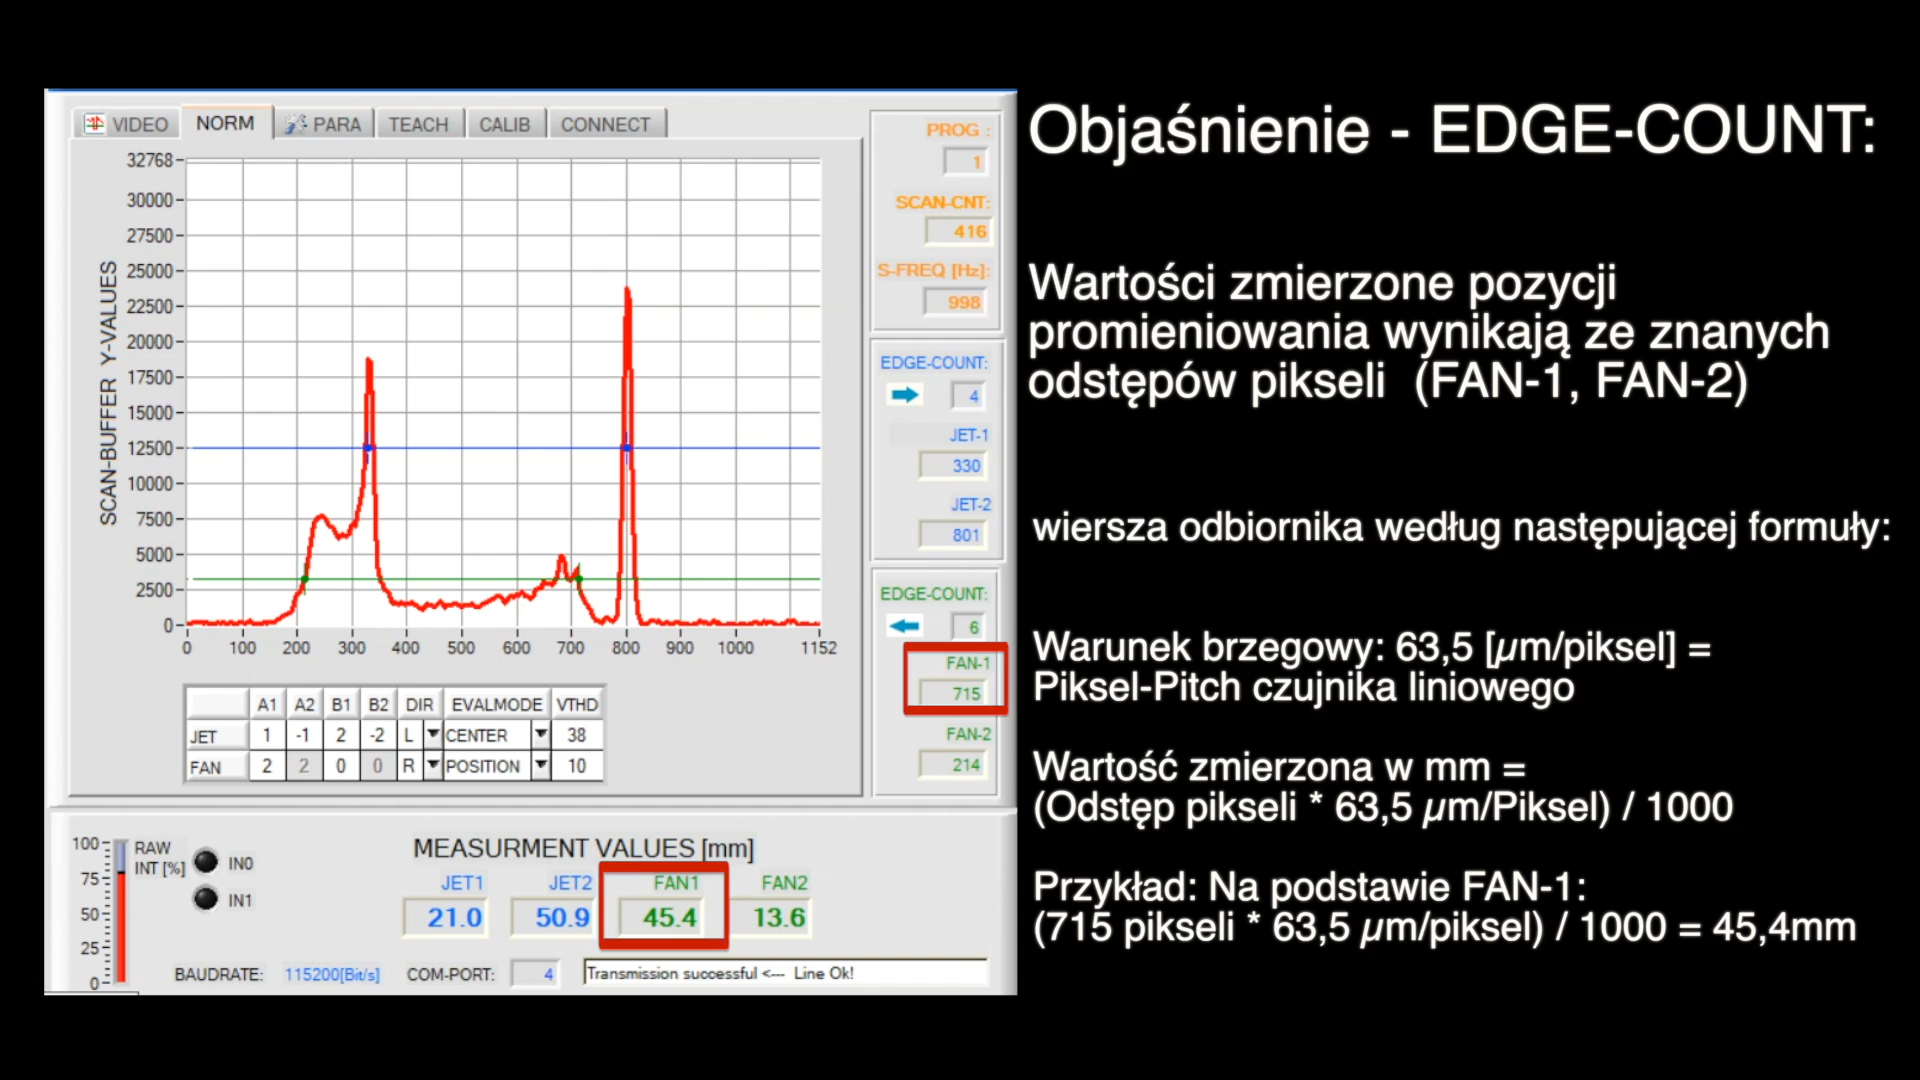 VIDEO NORM PARA TEACH CALIB CONNECT
SCAN-BUFFER Y-VALUES
32768
30000
27500
25000
22500
20000
17500
15000
12500
10000
7500
5000
2500
0
0 100 200 300 400 500 600 700 800 900 1000 1152
A1 A2 B1 B2 DIR EVALMODE VTHD
JET 1 -1 2 -2 L CENTER 38
FAN 2 2 0 0 R POSITION 10
PROG :
1
SCAN-CNT:
416
S-FREQ [Hz]:
998
EDGE-COUNT:
4
JET-1
330
JET-2
801
EDGE-COUNT:
6
FAN-1
715
FAN-2
214
100
75
50
25
0
RAW
INT [%]
IN0
IN1
MEASURMENT VALUES [mm]
JET1 JET2 FAN1 FAN2
21.0 50.9 45.4 13.6
BAUDRATE: 115200[Bit/s] COM-PORT: 4 Transmission successful <--- Line Ok!
Objaśnienie - EDGE-COUNT:
Wartości zmierzone pozycji
promieniowania wynikają ze znanych
odstępów pikseli (FAN-1, FAN-2)
wiersza odbiornika według następującej formuły:
Warunek brzegowy: 63,5 [µm/piksel] =
Piksel-Pitch czujnika liniowego
Wartość zmierzona w mm =
(Odstęp pikseli * 63,5 µm/Piksel) / 1000
Przykład: Na podstawie FAN-1:
(715 pikseli * 63,5 µm/piksel) / 1000 = 45,4mm